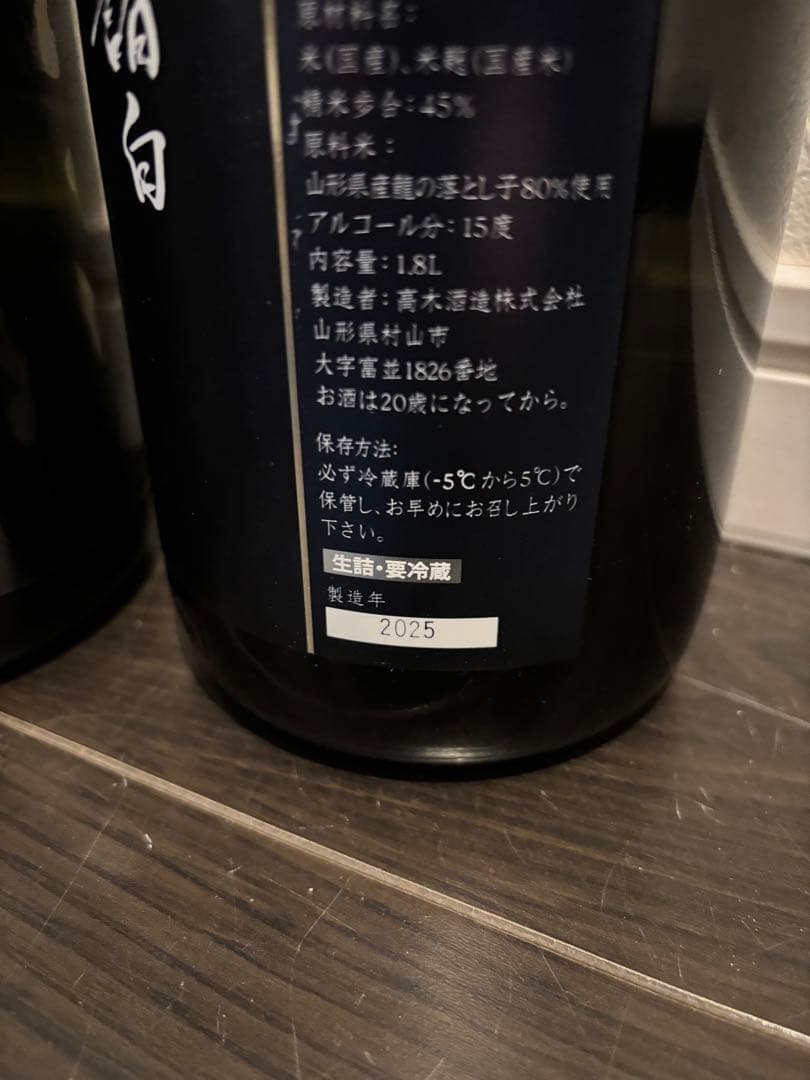 白
原材料名：
米(国産)、米麹(国産米)
精米歩合：45%
原料米：
山形県産龍の落とし子80%使用
アルコール分：15度
内容量：1.8L
製造者：高木酒造株式会社
山形県村山市
大字富並1826番地
お酒は20歳になってから。
保存方法：
必ず冷蔵庫(-5℃から5℃)で
保管し、お早めにお召し上がり
下さい。
生詰・要冷蔵
製造年
2025